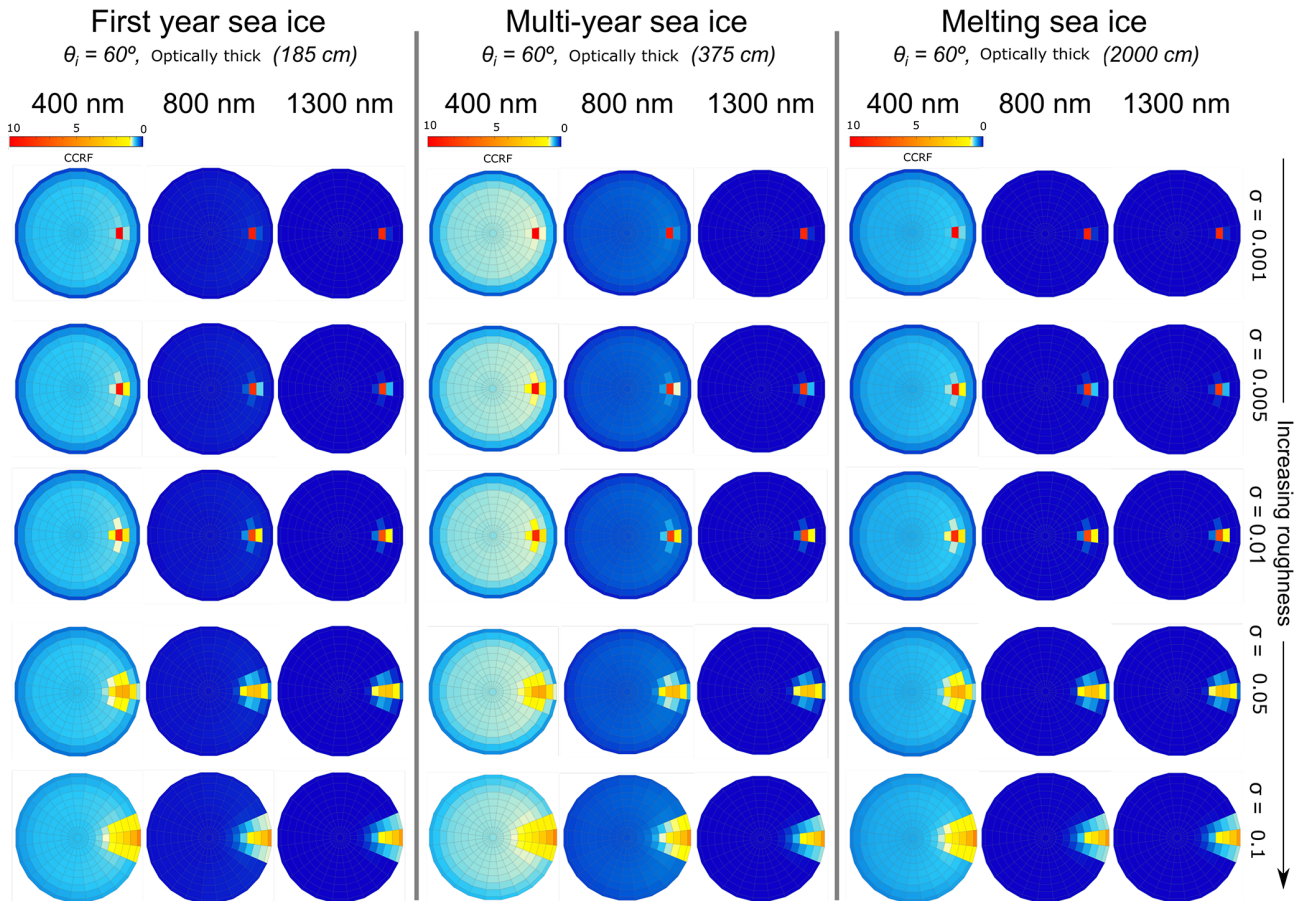 First year sea ice
θi = 60º, Optically thick (185 cm)
400 nm 800 nm 1300 nm
10 5 0
CCRF
Multi-year sea ice
θi = 60º, Optically thick (375 cm)
400 nm 800 nm 1300 nm
10 5 0
CCRF
Melting sea ice
θi = 60º, Optically thick (2000 cm)
400 nm 800 nm 1300 nm
10 5 0
CCRF
σ = 0.001
σ = 0.005
σ = 0.01
σ = 0.05
σ = 0.1
Increasing roughness